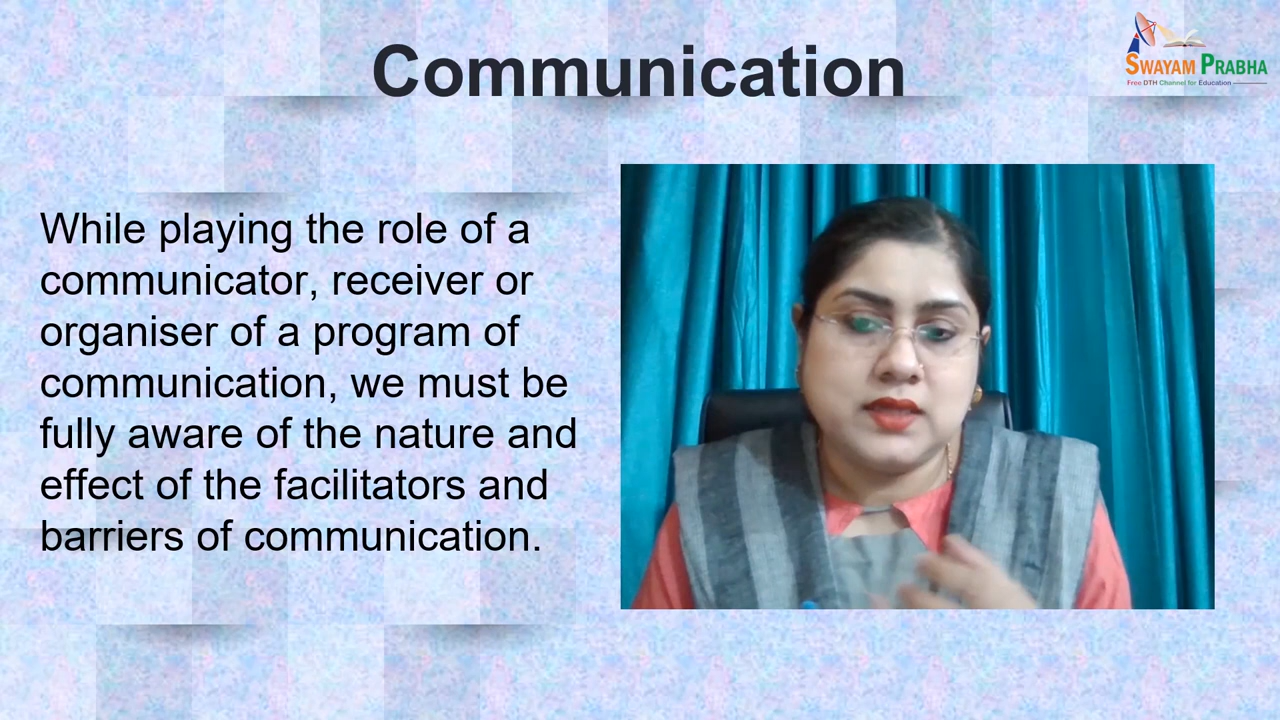 Communication
SWAYAM PRABHA
Free DTH Channel for Education
While playing the role of a
communicator, receiver or
organiser of a program of
communication, we must be
fully aware of the nature and
effect of the facilitators and
barriers of communication.